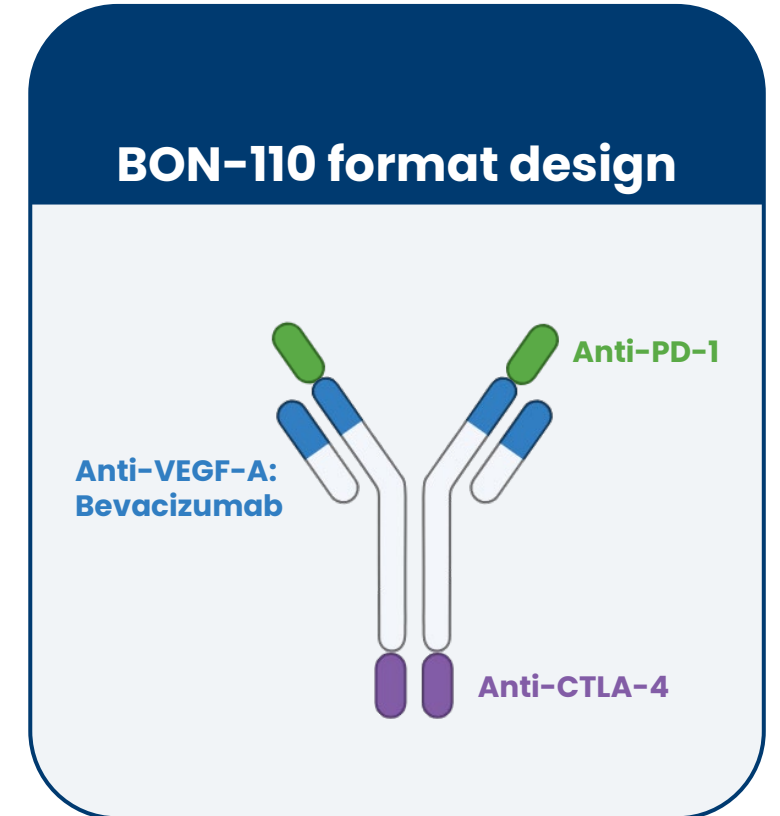 BON-110 format design
Anti-PD-1
Anti-VEGF-A:
Bevacizumab
Anti-CTLA-4